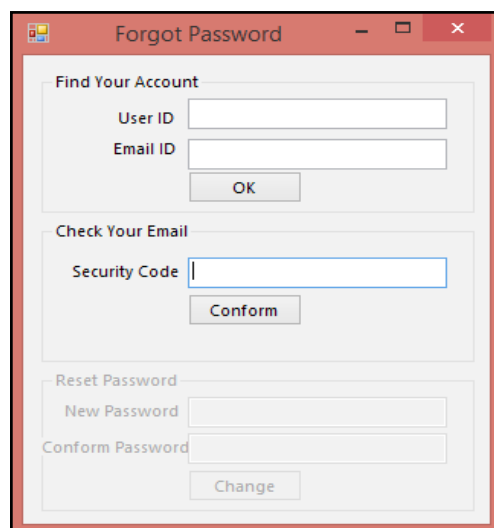 Forgot Password
Find Your Account
User ID
Email ID
OK
Check Your Email
Security Code
Conform
Reset Password
New Password
Conform Password
Change